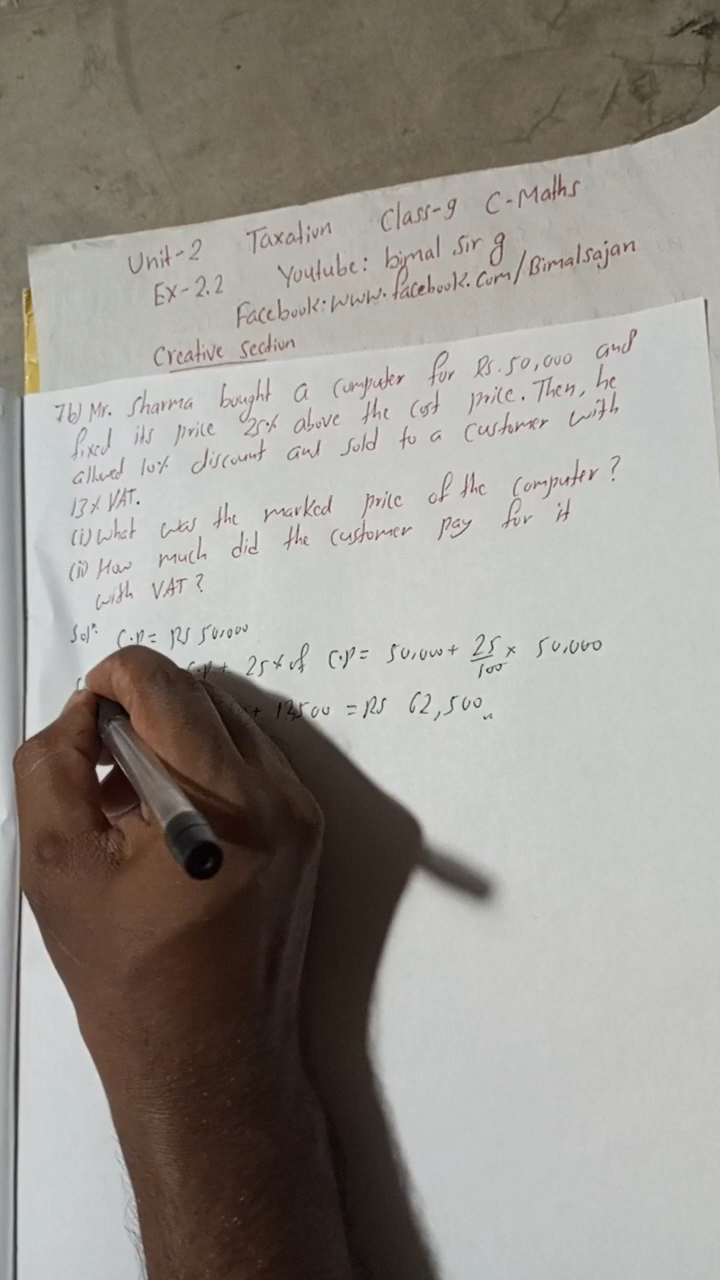 Unit-2 Taxation Class-9 C-Maths
Ex-2.2 Youtube: bimal sir g
Facebook: www.facebook.com/Bimalsajan
Creative section
7b) Mr. Sharma bought a computer for Rs. 50,000 and
fixed its price 25% above the cost price. Then, he
allowed 10% discount and sold to a customer with
13% VAT.
(i) What was the marked price of the computer?
(ii) How much did the customer pay for it
with VAT?
Solⁿ C.P = RS 50,000
C.P + 25% of C.P = 50,000 + 25/100 × 50,000
+ 12500 = RS 62,500